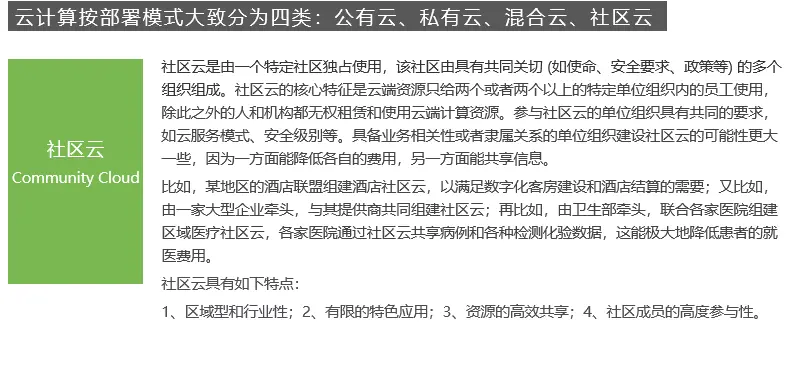 云计算按部署模式大致分为四类：公有云、私有云、混合云、社区云
社区云
Community Cloud
社区云是由一个特定社区独占使用，该社区由具有共同关切 (如使命、安全要求、政策等) 的多个
组织组成。社区云的核心特征是云端资源只给两个或者两个以上的特定单位组织内的员工使用，
除此之外的人和机构都无权租赁和使用云端计算资源。参与社区云的单位组织具有共同的要求，
如云服务模式、安全级别等。具备业务相关性或者隶属关系的单位组织建设社区云的可能性更大
一些，因为一方面能降低各自的费用，另一方面能共享信息。
比如，某地区的酒店联盟组建酒店社区云，以满足数字化客房建设和酒店结算的需要；又比如，
由一家大型企业牵头，与其提供商共同组建社区云；再比如，由卫生部牵头，联合各家医院组建
区域医疗社区云，各家医院通过社区云共享病例和各种检测化验数据，这能极大地降低患者的就
医费用。
社区云具有如下特点：
1、区域型和行业性；2、有限的特色应用；3、资源的高效共享；4、社区成员的高度参与性。